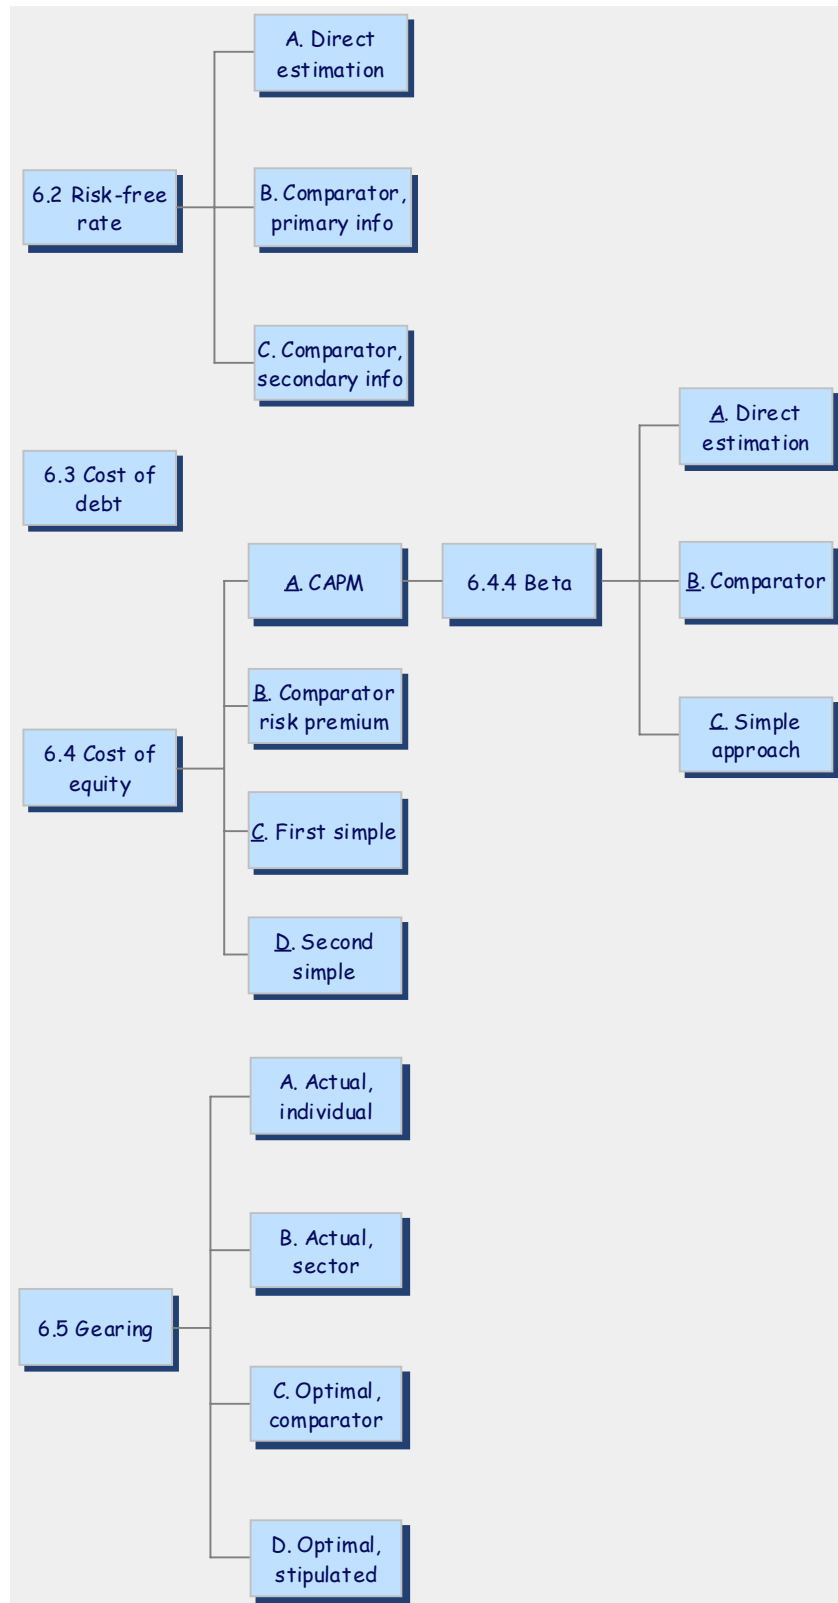 A. Direct
estimation
6.2 Risk-free
rate
B. Comparator,
primary info
C. Comparator,
secondary info
6.3 Cost of
debt
6.4 Cost of
equity
A. CAPM
6.4.4 Beta
A. Direct
estimation
B. Comparator
C. Simple
approach
B. Comparator
risk premium
C. First simple
D. Second
simple
6.5 Gearing
A. Actual,
individual
B. Actual,
sector
C. Optimal,
comparator
D. Optimal,
stipulated